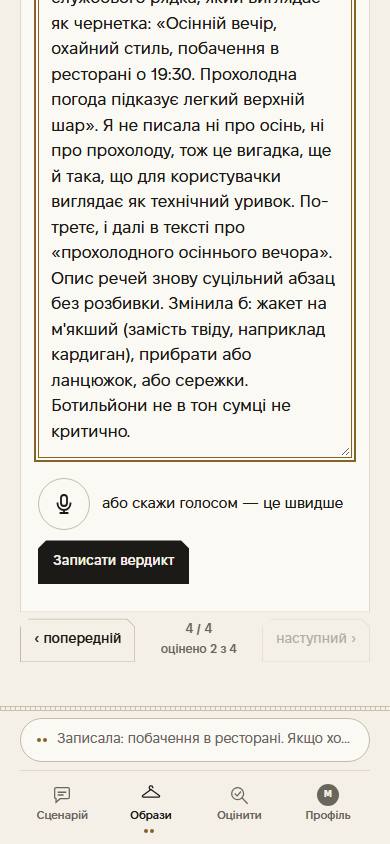 як чернетка: «Осінній вечір,
охайний стиль, побачення в
ресторані о 19:30. Прохолодна
погода підказує легкий верхній
шар». Я не писала ні про осінь, ні
про прохолоду, тож це вигадка, ще
й така, що для користувачки
виглядає як технічний уривок. По-
третє, і далі в тексті про
«прохолодного осіннього вечора».
Опис речей знову суцільний абзац
без розбивки. Змінила б: жакет на
м'якший (замість твіду, наприклад
кардиган), прибрати або
ланцюжок, або сережки.
Ботильйони не в тон сумці не
критично.
або скажи голосом — це швидше
Записати вердикт
‹ попередній
4 / 4
оцінено 2 з 4
наступний ›
Записала: побачення в ресторані. Якщо хо...
Сценарій
Образи
Оцінити
М
Профіль